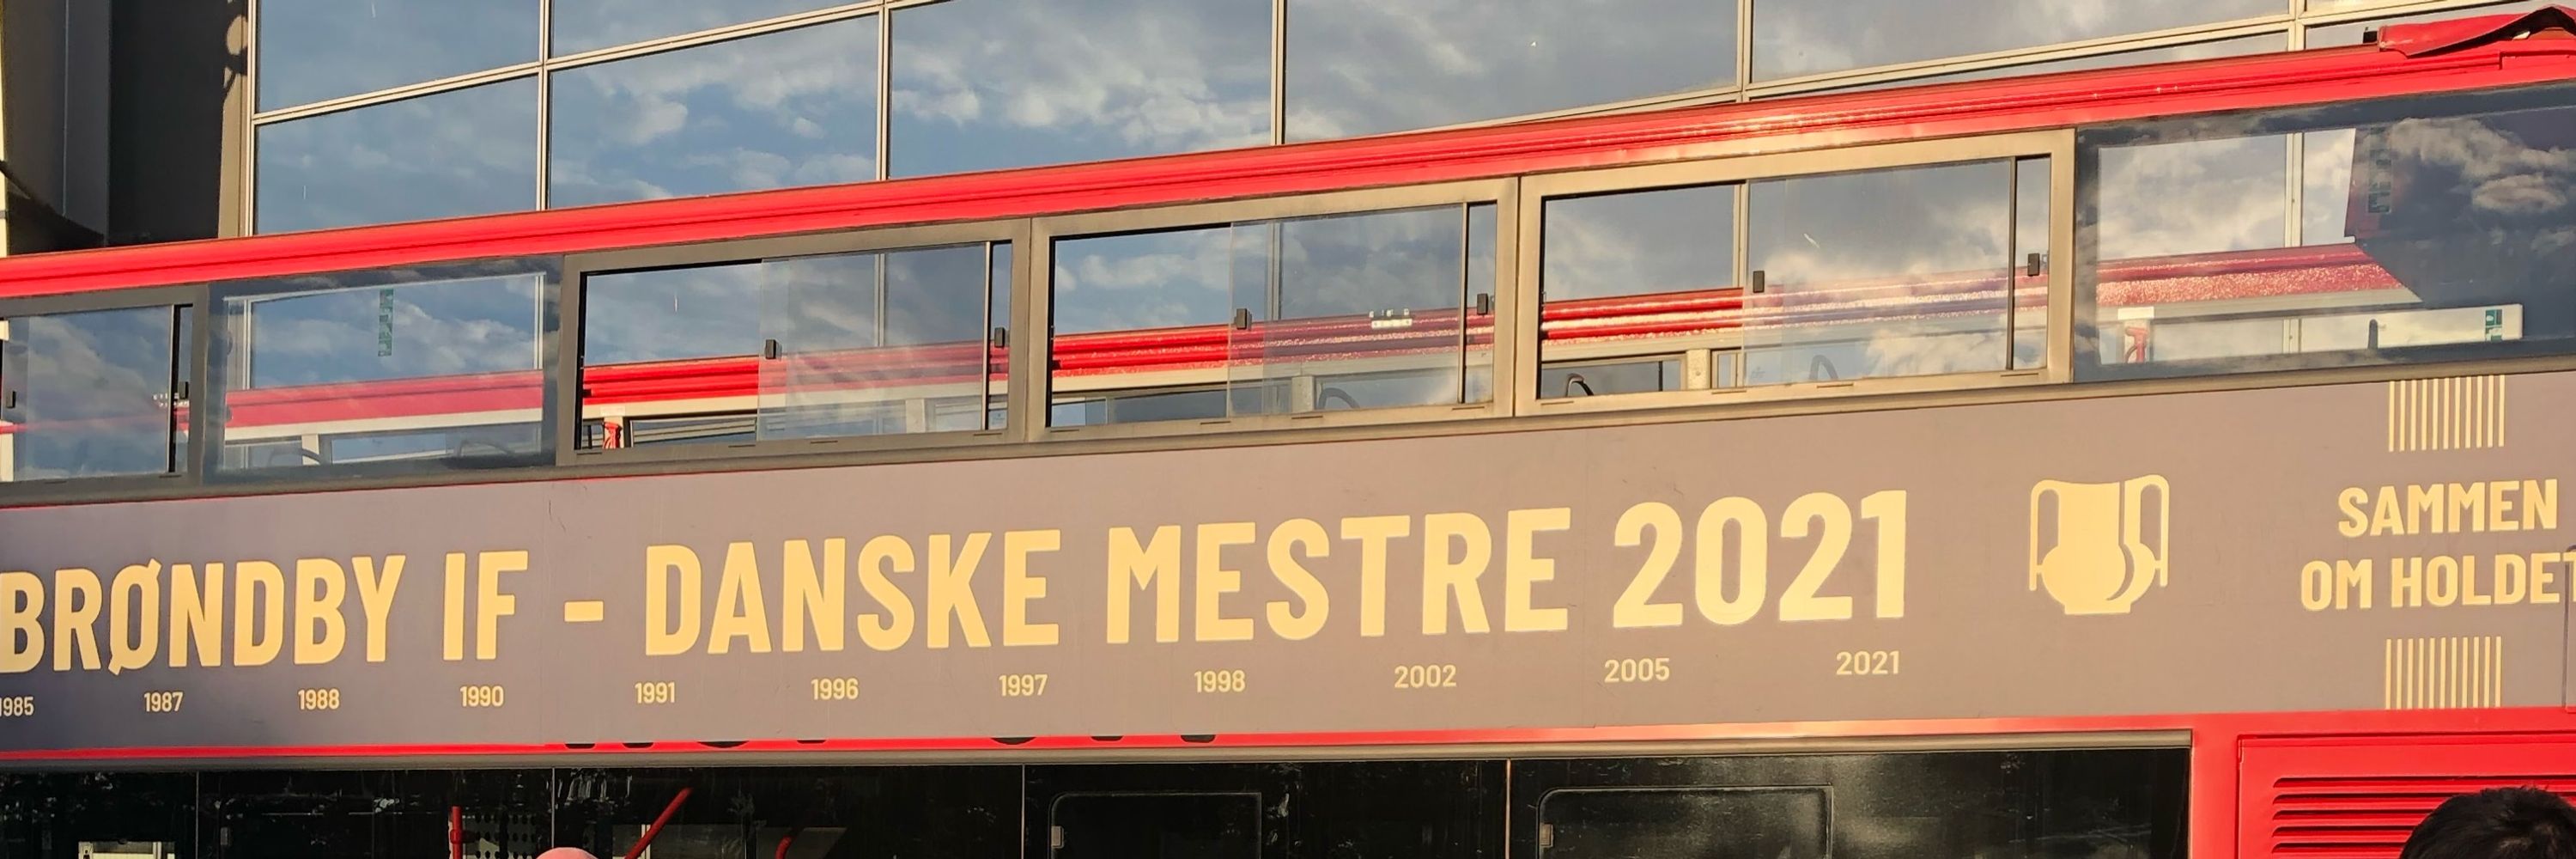 BRØNDBY IF - DANSKE MESTRE 2021
1985 1987 1988 1990 1991 1996 1997 1998 2002 2005 2021
SAMMEN
OM HOLDET